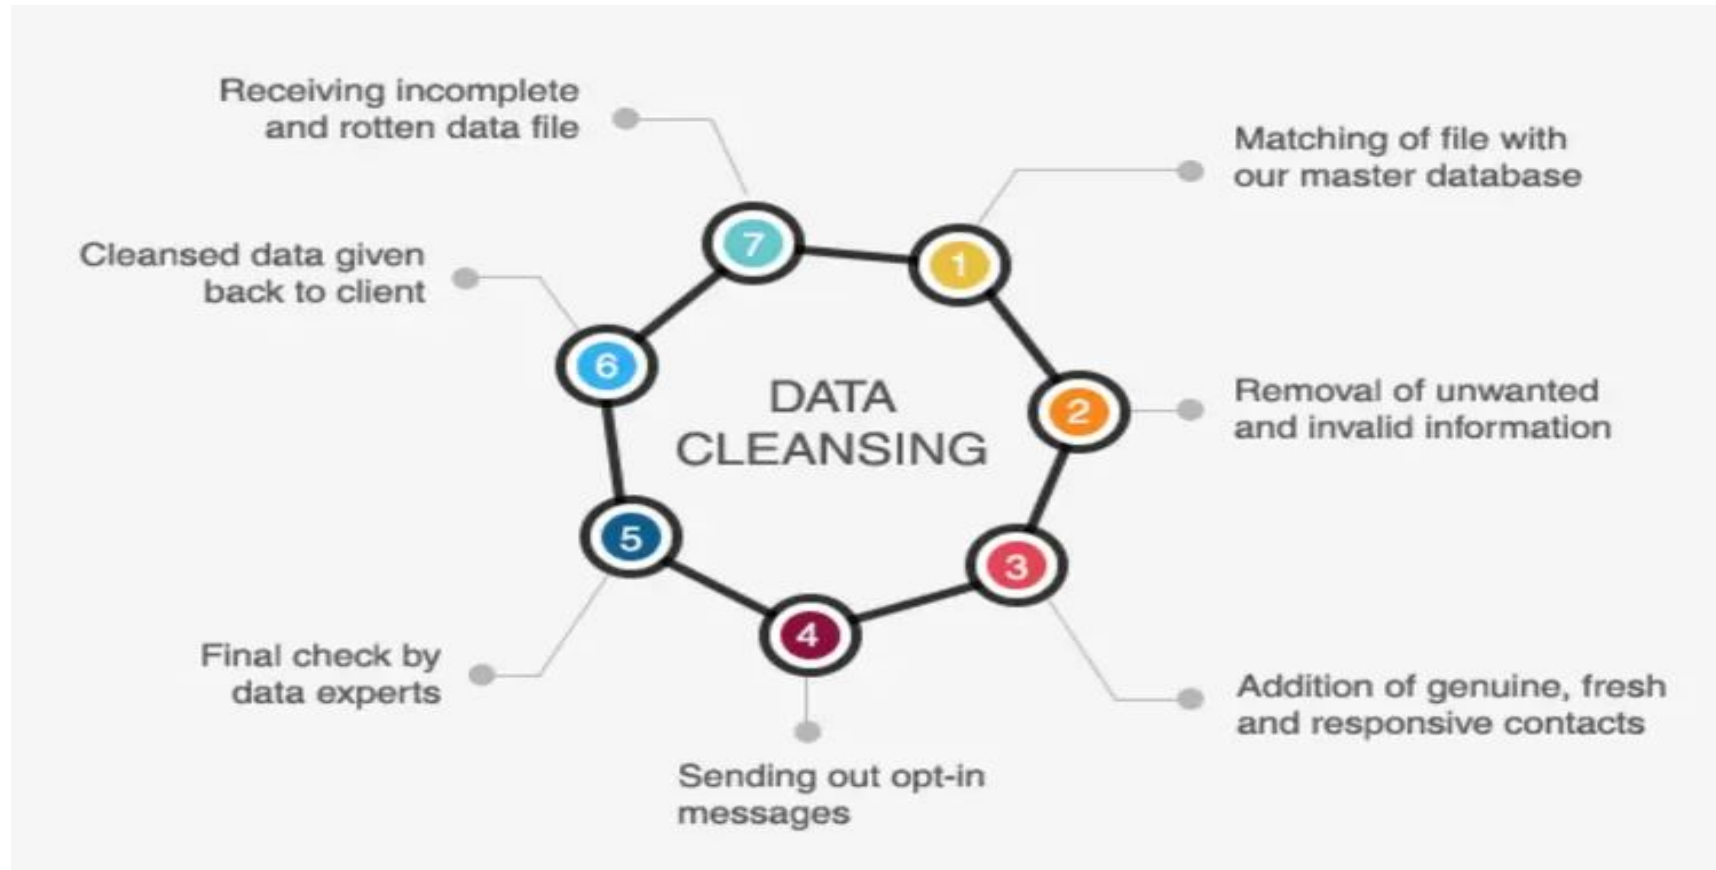 Receiving incomplete
and rotten data file
7
Matching of file with
our master database
1
Cleansed data given
back to client
6
DATA
CLEANSING
Removal of unwanted
and invalid information
2
5
3
Final check by
data experts
4
Addition of genuine, fresh
and responsive contacts
Sending out opt-in
messages